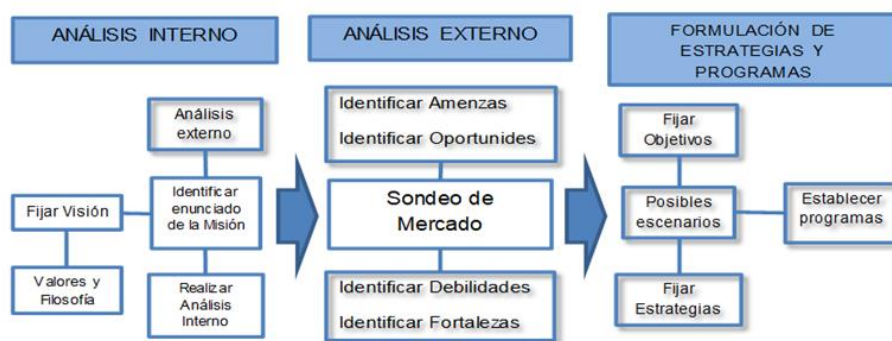 ANÁLISIS INTERNO
Análisis
externo
Fijar Visión
Identificar
enunciado
de la Misión
Valores y
Filosofía
Realizar
Análisis
Interno
ANÁLISIS EXTERNO
Identificar Amenzas
Identificar Oportunides
Sondeo de
Mercado
Identificar Debilidades
Identificar Fortalezas
FORMULACIÓN DE
ESTRATEGIAS Y
PROGRAMAS
Fijar
Objetivos
Posibles
escenarios
Establecer
programas
Fijar
Estrategias